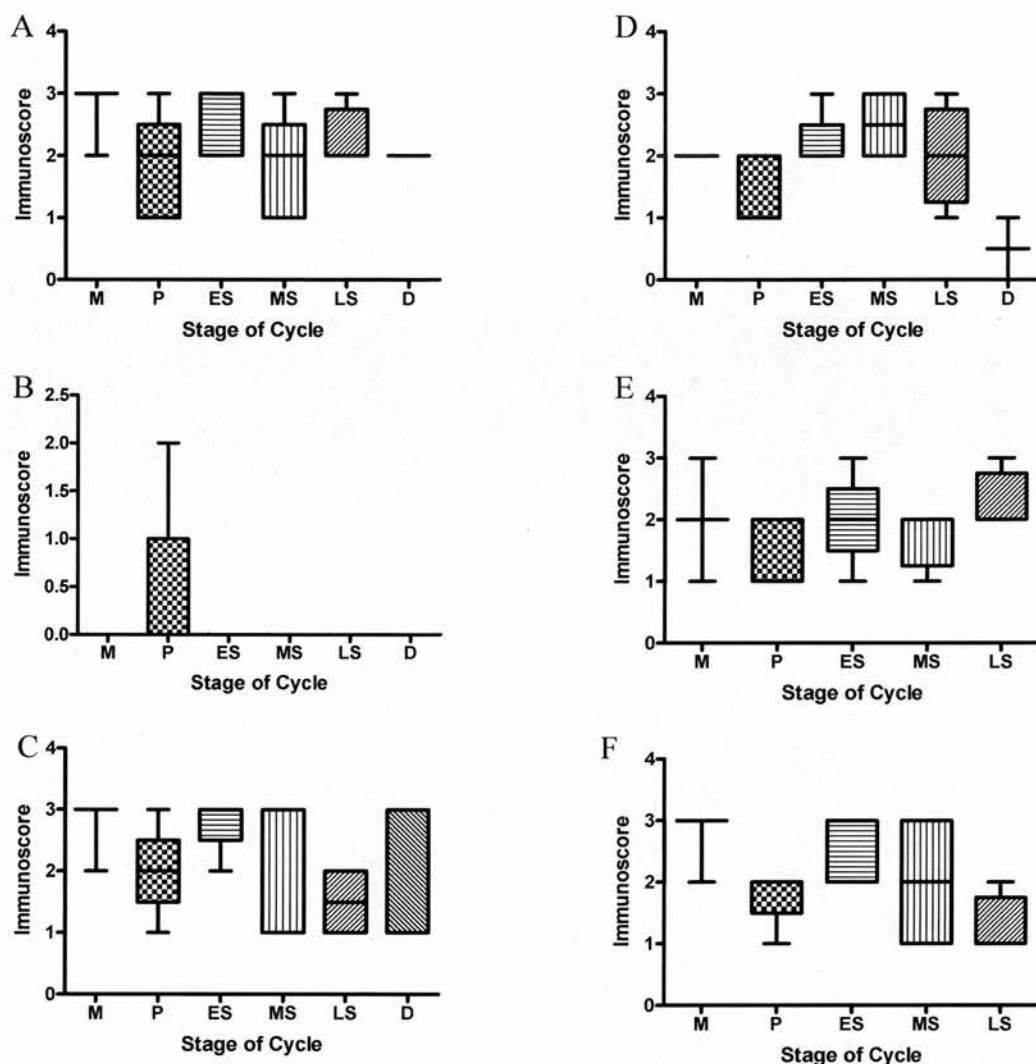 A
Immunoscore
4
3
2
1
0
M P ES MS LS D
Stage of Cycle
B
Immunoscore
2.5
2.0
1.5
1.0
0.5
0.0
M P ES MS LS D
Stage of Cycle
C
Immunoscore
4
3
2
1
0
M P ES MS LS D
Stage of Cycle
D
Immunoscore
4
3
2
1
0
M P ES MS LS D
Stage of Cycle
E
Immunoscore
4
3
2
1
0
M P ES MS LS
Stage of Cycle
F
Immunoscore
4
3
2
1
0
M P ES MS LS
Stage of Cycle